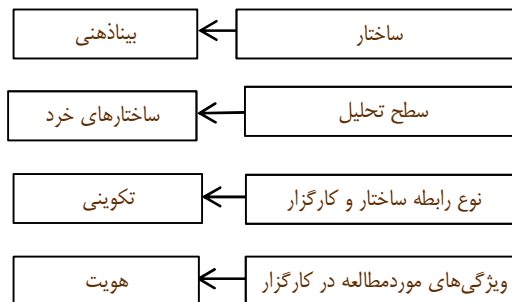 ساختار
بیناذهنی
سطح تحلیل
ساختارهای خرد
نوع رابطه ساختار و کارگزار
تکوینی
ویژگی‌های موردمطالعه در کارگزار
هویت